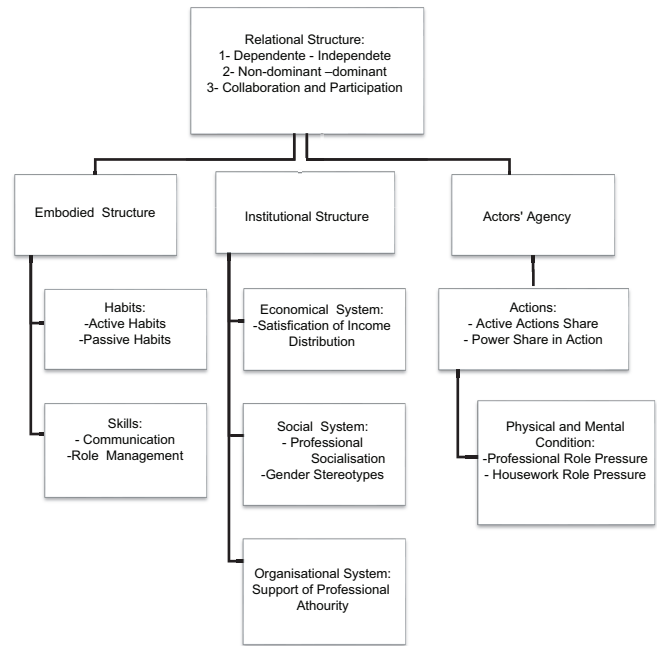 Relational Structure:
1- Dependente - Independete
2- Non-dominant –dominant
3- Collaboration and Participation
Embodied Structure
Institutional Structure
Actors' Agency
Habits:
-Active Habits
-Passive Habits
Skills:
- Communication
-Role Management
Economical System:
-Satisfication of Income
Distribution
Social System:
- Professional
Socialisation
-Gender Stereotypes
Organisational System:
Support of Professional
Athourity
Actions:
- Active Actions Share
- Power Share in Action
Physical and Mental
Condition:
-Professional Role Pressure
- Housework Role Pressure